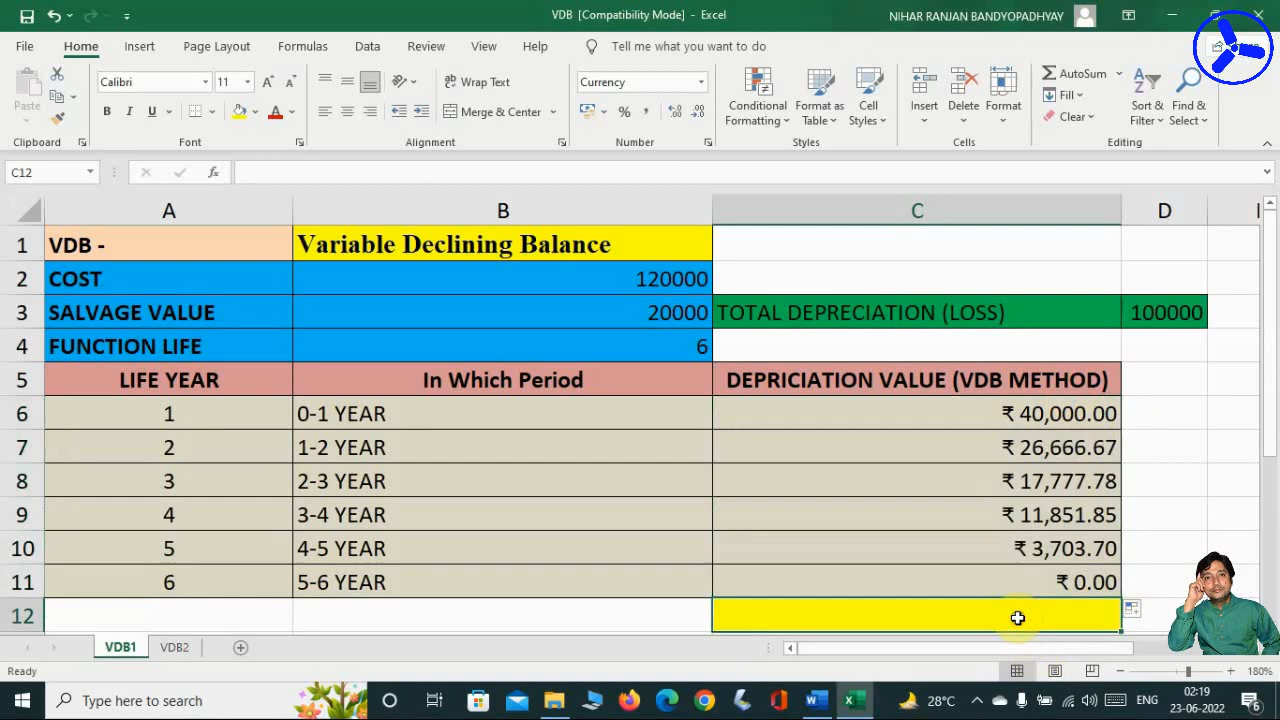 VDB [Compatibility Mode] - Excel
NIHAR RANJAN BANDYOPADHYAY
File Home Insert Page Layout Formulas Data Review View Help Tell me what you want to do
Paste
Clipboard
Calibri 11
B I U
Font
Wrap Text
Merge & Center
Alignment
Currency
%
Number
Conditional Formatting
Format as Table
Cell Styles
Styles
Insert
Delete
Format
Cells
AutoSum
Fill
Clear
Sort & Filter
Find & Select
Editing
C12
fx
A B C D
1 VDB - Variable Declining Balance
2 COST 120000
3 SALVAGE VALUE 20000 TOTAL DEPRECIATION (LOSS) 100000
4 FUNCTION LIFE 6
5 LIFE YEAR In Which Period DEPRICIATION VALUE (VDB METHOD)
6 1 0-1 YEAR ₹ 40,000.00
7 2 1-2 YEAR ₹ 26,666.67
8 3 2-3 YEAR ₹ 17,777.78
9 4 3-4 YEAR ₹ 11,851.85
10 5 4-5 YEAR ₹ 3,703.70
11 6 5-6 YEAR ₹ 0.00
12
VDB1 VDB2
Ready
180%
Type here to search
28°C
ENG
02:19
23-06-2022
6